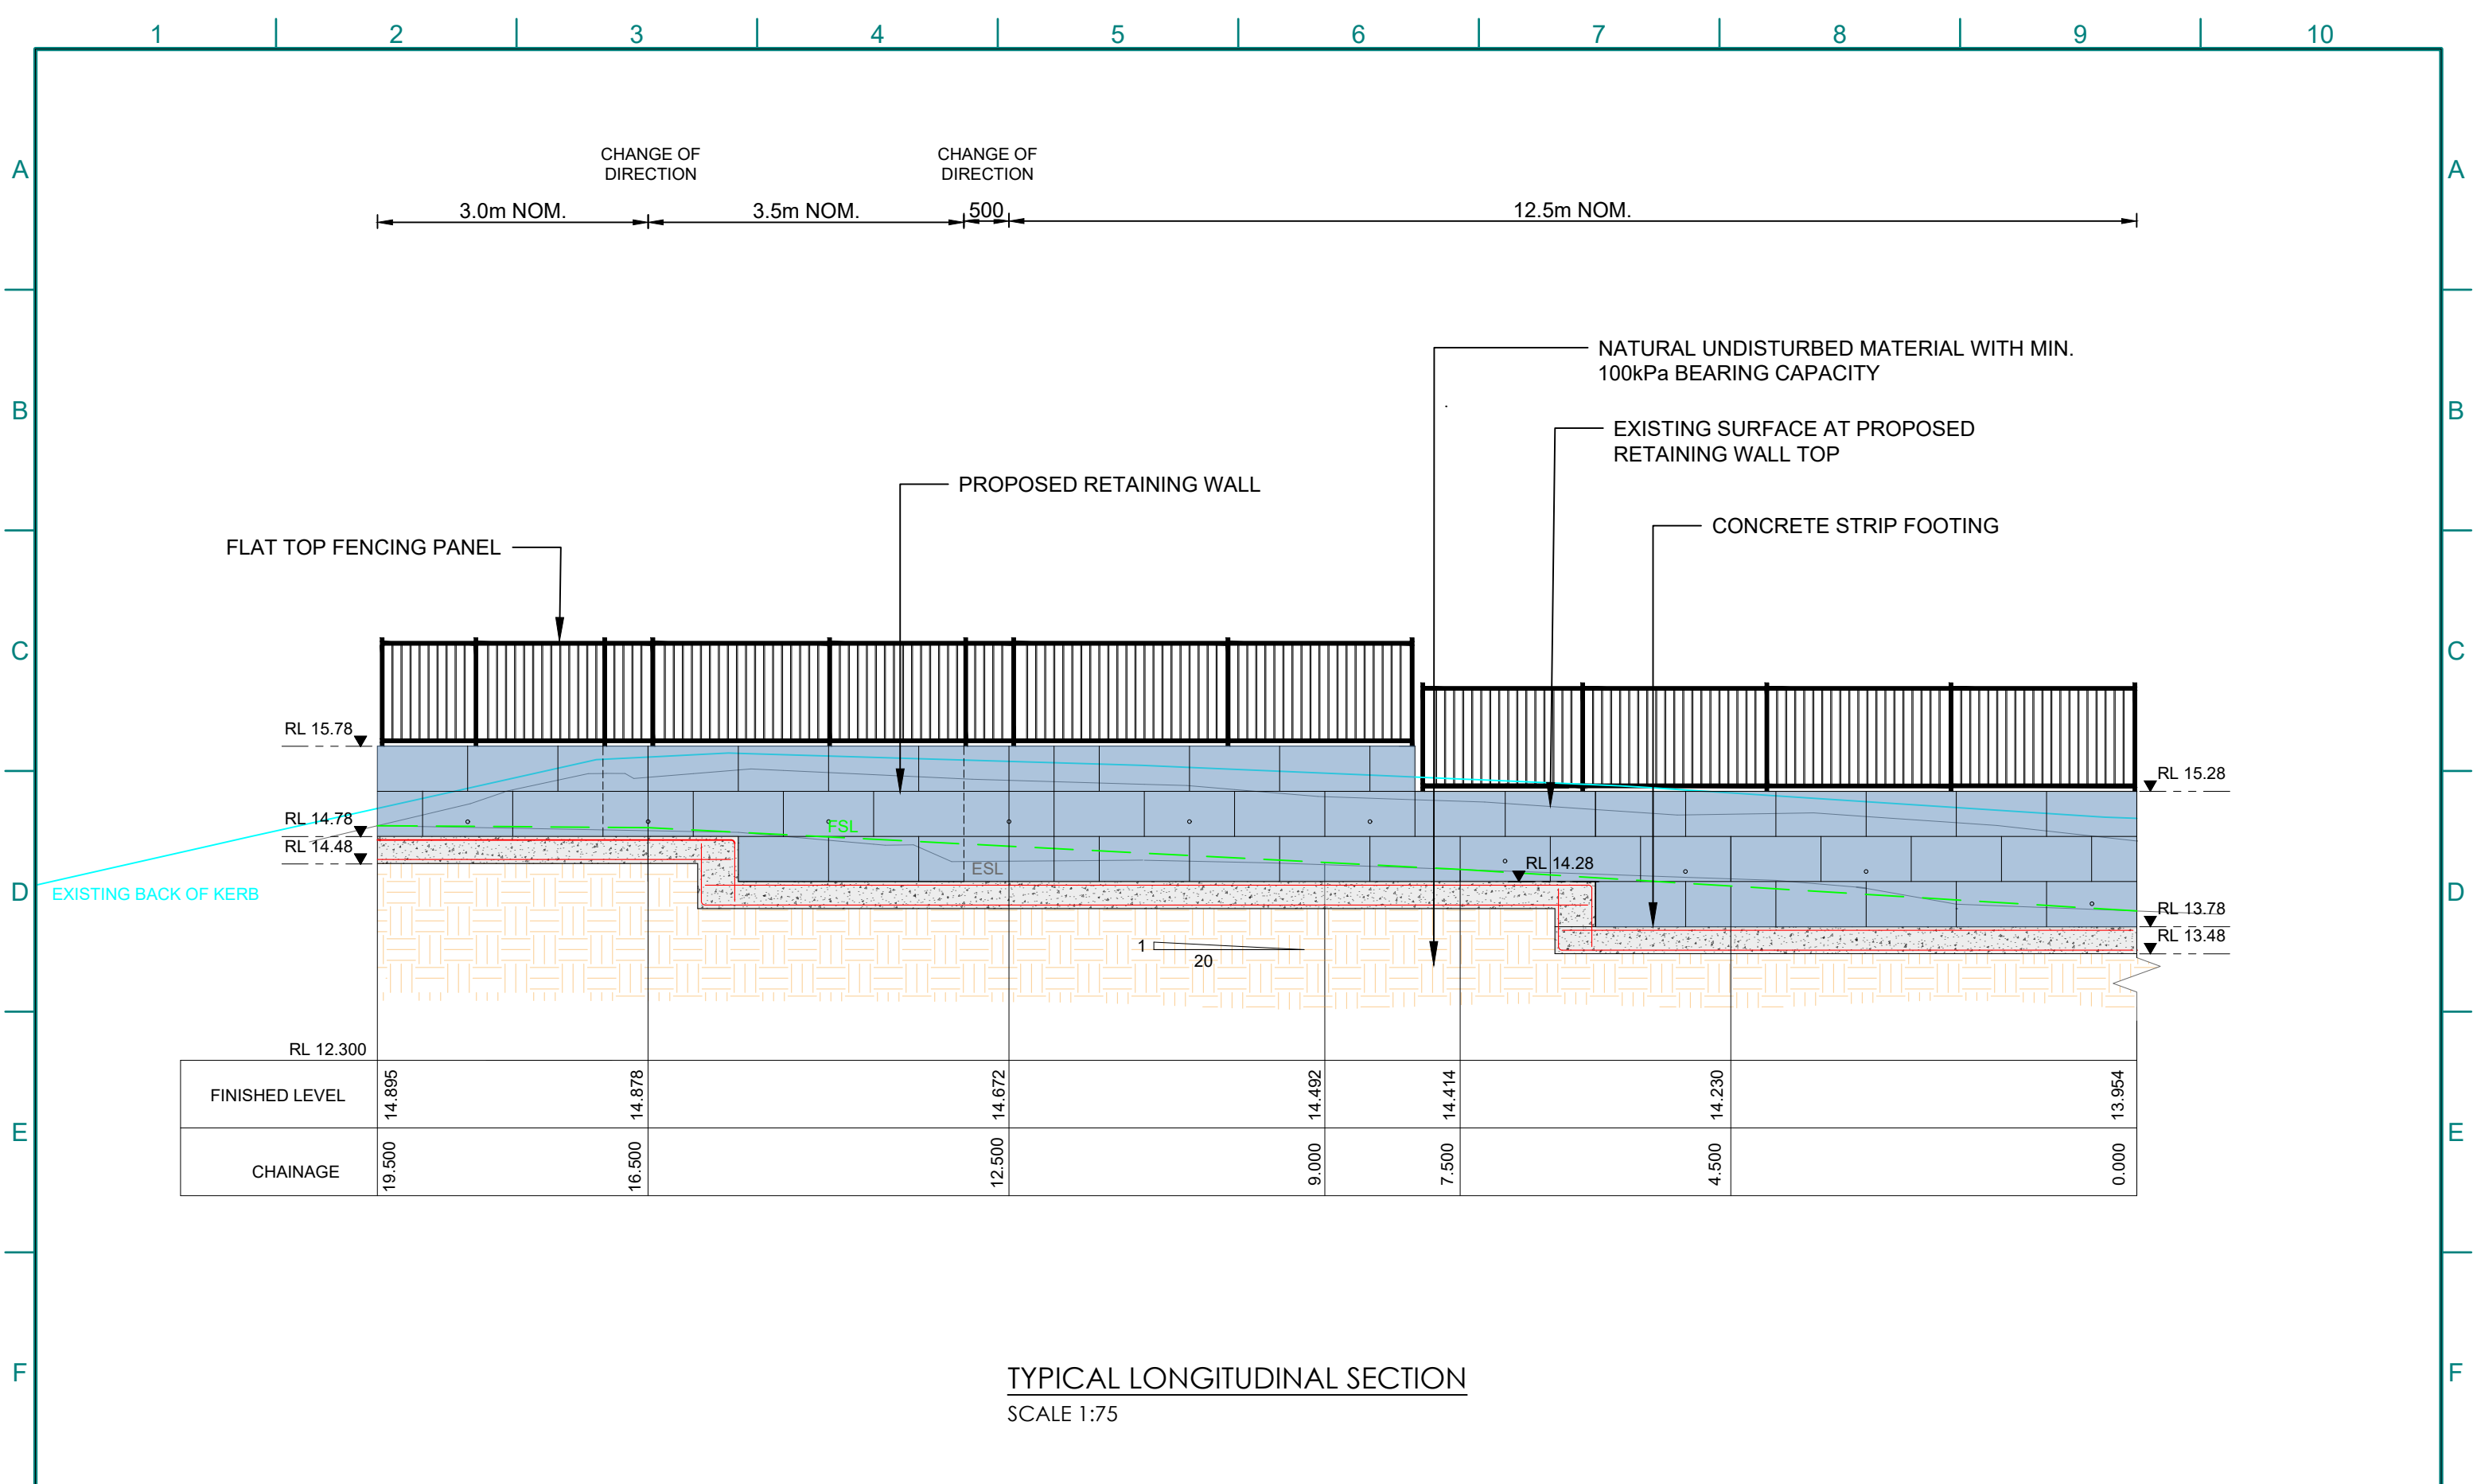 1 2 3 4 5 6 7 8 9 10
A A
CHANGE OF
DIRECTION
CHANGE OF
DIRECTION
3.0m NOM. 3.5m NOM. 500 12.5m NOM.
NATURAL UNDISTURBED MATERIAL WITH MIN.
100kPa BEARING CAPACITY
B B
EXISTING SURFACE AT PROPOSED
RETAINING WALL TOP
PROPOSED RETAINING WALL
CONCRETE STRIP FOOTING
FLAT TOP FENCING PANEL
C C
RL 15.78
RL 15.28
RL 14.78
FSL
RL 14.48
ESL
RL 14.28
D D
EXISTING BACK OF KERB
RL 13.78
RL 13.48
1
20
RL 12.300
FINISHED LEVEL 14.895 14.878 14.672 14.492 14.414 14.230 13.954
E E
CHAINAGE 19.500 16.500 12.500 9.000 7.500 4.500 0.000
F F
TYPICAL LONGITUDINAL SECTION
SCALE 1:75